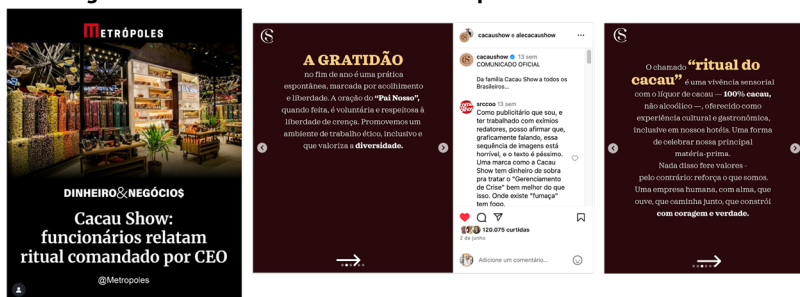 METRÓPOLES
DINHEIRO&NEGÓCIOS
Cacau Show:
funcionários relatam
ritual comandado por CEO
@Metropoles
CS
A GRATIDÃO
no fim de ano é uma prática
espontânea, marcada por acolhimento
e liberdade. A oração do “Pai Nosso”,
quando feita, é voluntária e respeitosa à
liberdade de crença. Promovemos um
ambiente de trabalho ético, inclusivo e
que valoriza a diversidade.
cacaushow e alecacaushow
cacaushow 13 sem
COMUNICADO OFICIAL
Da família Cacau Show a todos os
Brasileiros...
srccoo 13 sem
Como publicitário que sou, e
ter trabalhado com exímios
redatores, posso afirmar que,
graficamente falando, essa
sequência de imagens está
horrível, e o texto é péssimo.
Uma marca como a Cacau
Show tem dinheiro de sobra
pra tratar o "Gerenciamento
de Crise" bem melhor do que
isso. Onde existe "fumaça"
tem fogo.
120.075 curtidas
2 de junho
Adicione um comentário...
CS
O chamado “ritual do
cacau” é uma vivência sensorial
com o líquor de cacau — 100% cacau,
não alcoólico —, oferecido como
experiência cultural e gastronômica,
inclusive em nossos hotéis. Uma forma
de celebrar nossa principal
matéria-prima.
Nada disso fere valores -
pelo contrário: reforça o que somos.
Uma empresa humana, com alma, que
ouve, que caminha junto, que constrói
com coragem e verdade.